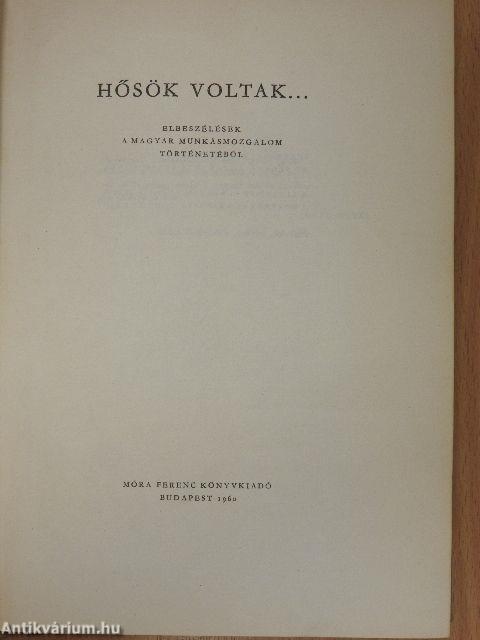 HŐSÖK VOLTAK...
ELBESZÉLÉSEK
A MAGYAR MUNKÁSMOZGALOM
TÖRTÉNETÉBŐL
MÓRA FERENC KÖNYVKIADÓ
BUDAPEST 1960
Antikvárium.hu